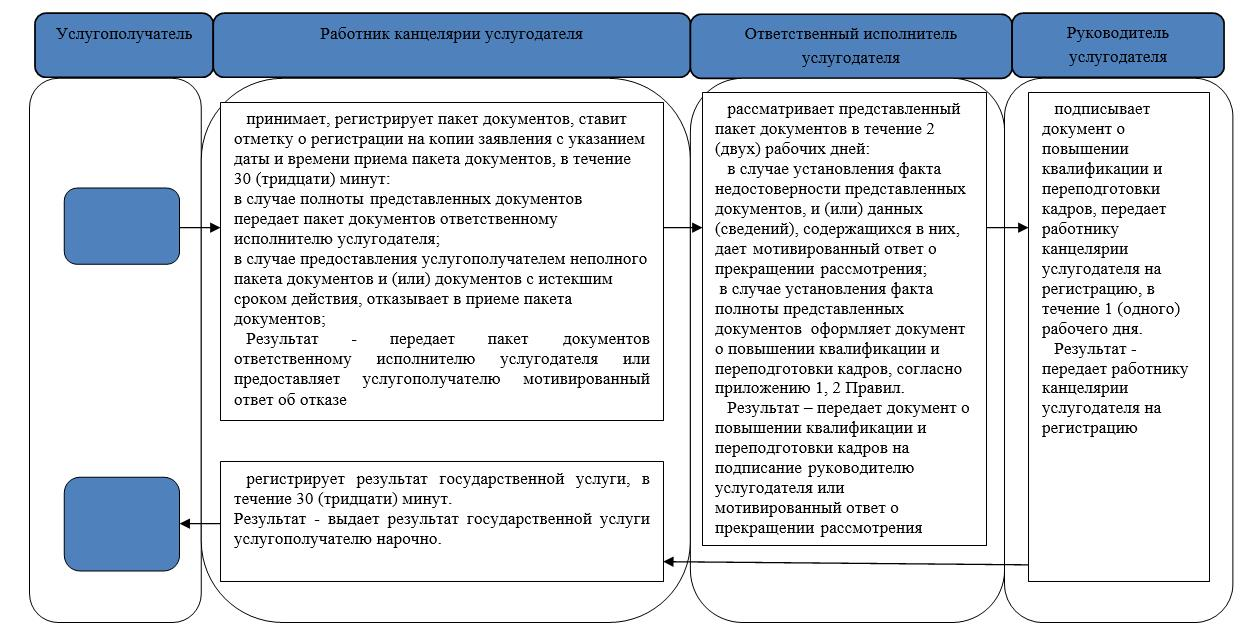 Услугополучатель
Работник канцелярии услугодателя
Ответственный исполнитель
услугодателя
Руководитель
услугодателя
принимает, регистрирует пакет документов, ставит
отметку о регистрации на копии заявления с указанием
даты и времени приема пакета документов, в течение
30 (тридцати) минут:
в случае полноты представленных документов
передает пакет документов ответственному
исполнителю услугодателя;
в случае предоставления услугополучателем неполного
пакета документов и (или) документов с истекшим
сроком действия, отказывает в приеме пакета
документов;
Результат - передает пакет документов
ответственному исполнителю услугодателя или
предоставляет услугополучателю мотивированный
ответ об отказе
регистрирует результат государственной услуги, в
течение 30 (тридцати) минут.
Результат - выдает результат государственной услуги
услугополучателю нарочно.
рассматривает представленный
пакет документов в течение 2
(двух) рабочих дней:
в случае установления факта
недостоверности представленных
документов, и (или) данных
(сведений), содержащихся в них,
дает мотивированный ответ о
прекращении рассмотрения;
в случае установления факта
полноты представленных
документов оформляет документ
о повышении квалификации и
переподготовки кадров, согласно
приложению 1, 2 Правил.
Результат – передает документ о
повышении квалификации и
переподготовки кадров на
подписание руководителю
услугодателя или
мотивированный ответ о
прекращении рассмотрения
подписывает
документ о
повышении
квалификации и
переподготовки
кадров, передает
работнику
канцелярии
услугодателя на
регистрацию, в
течение 1 (одного)
рабочего дня.
Результат -
передает работнику
канцелярии
услугодателя на
регистрацию